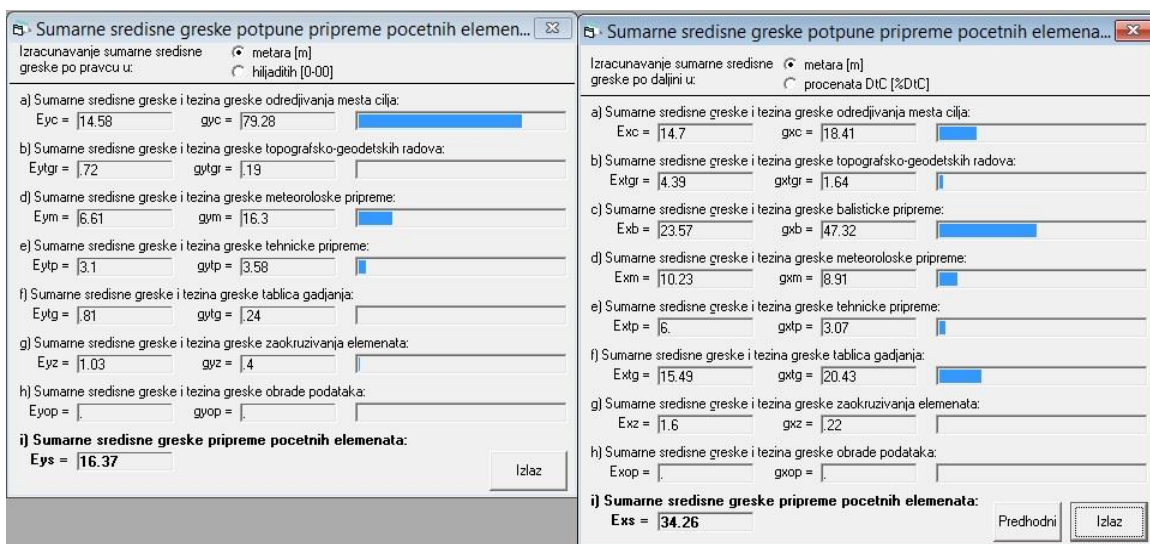 Sumarne sredisne greske potpune pripreme pocetnih elemen...
Izracunavanje sumarne sredisne
greske po pravcu u:
metara [m]
hiljaditih [0-00]
a) Sumarne sredisne greske i tezina greske odredjivanja mesta cilja:
Eyc = 14.58 gyc = 79.28
b) Sumarne sredisne greske i tezina greske topografsko-geodetskih radova:
Eytgr = .72 gytgr = .19
d) Sumarne sredisne greske i tezina greske meteoroloske pripreme:
Eym = 6.61 gym = 16.3
e) Sumarne sredisne greske i tezina greske tehnicke pripreme:
Eytp = 3.1 gytp = 3.58
f) Sumarne sredisne greske i tezina greske tablica gadjanja:
Eytg = .81 gytg = .24
g) Sumarne sredisne greske i tezina greske zaokruzivanja elemenata:
Eyz = 1.03 gyz = .4
h) Sumarne sredisne greske i tezina greske obrade podataka:
Eyop = . gyop = .
i) Sumarne sredisne greske pripreme pocetnih elemenata:
Eys = 16.37
Izlaz
Sumarne sredisne greske potpune pripreme pocetnih elemena...
Izracunavanje sumarne sredisne
greske po daljini u:
metara [m]
procenata DtC [%DtC]
a) Sumarne sredisne greske i tezina greske odredjivanja mesta cilja:
Exc = 14.7 gxc = 18.41
b) Sumarne sredisne greske i tezina greske topografsko-geodetskih radova:
Extgr = 4.39 gxtgr = 1.64
c) Sumarne sredisne greske i tezina greske balisticke pripreme:
Exb = 23.57 gxb = 47.32
d) Sumarne sredisne greske i tezina greske meteoroloske pripreme:
Exm = 10.23 gxm = 8.91
e) Sumarne sredisne greske i tezina greske tehnicke pripreme:
Extp = 6. gxtp = 3.07
f) Sumarne sredisne greske i tezina greske tablica gadjanja:
Extg = 15.49 gxtg = 20.43
g) Sumarne sredisne greske i tezina greske zaokruzivanja elemenata:
Exz = 1.6 gxz = .22
h) Sumarne sredisne greske i tezina greske obrade podataka:
Exop = . gxop = .
i) Sumarne sredisne greske pripreme pocetnih elemenata:
Exs = 34.26
Predhodni
Izlaz